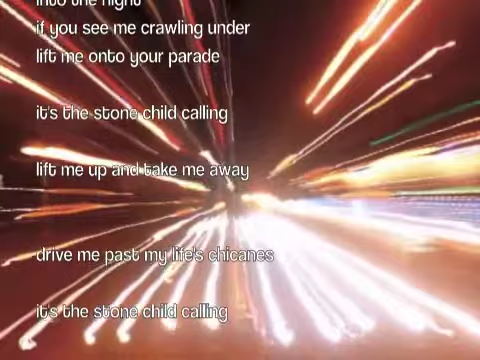 into the night
if you see me crawling under
lift me onto your parade
it's the stone child calling
lift me up and take me away
drive me past my life's chicanes
it's the stone child calling